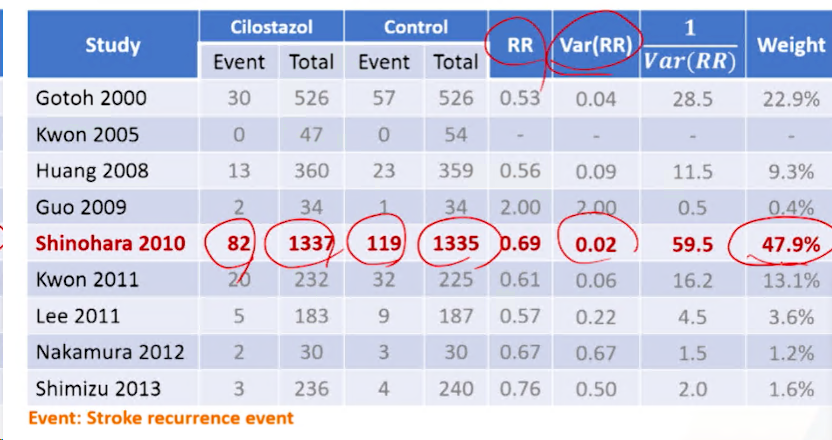 Study Cilostazol Control RR Var(RR) 1/Var(RR) Weight
Event Total Event Total
Gotoh 2000 30 526 57 526 0.53 0.04 28.5 22.9%
Kwon 2005 0 47 0 54 - - - -
Huang 2008 13 360 23 359 0.56 0.09 11.5 9.3%
Guo 2009 2 34 1 34 2.00 2.00 0.5 0.4%
Shinohara 2010 82 1337 119 1335 0.69 0.02 59.5 47.9%
Kwon 2011 20 232 32 225 0.61 0.06 16.2 13.1%
Lee 2011 5 183 9 187 0.57 0.22 4.5 3.6%
Nakamura 2012 2 30 3 30 0.67 0.67 1.5 1.2%
Shimizu 2013 3 236 4 240 0.76 0.50 2.0 1.6%
Event: Stroke recurrence event